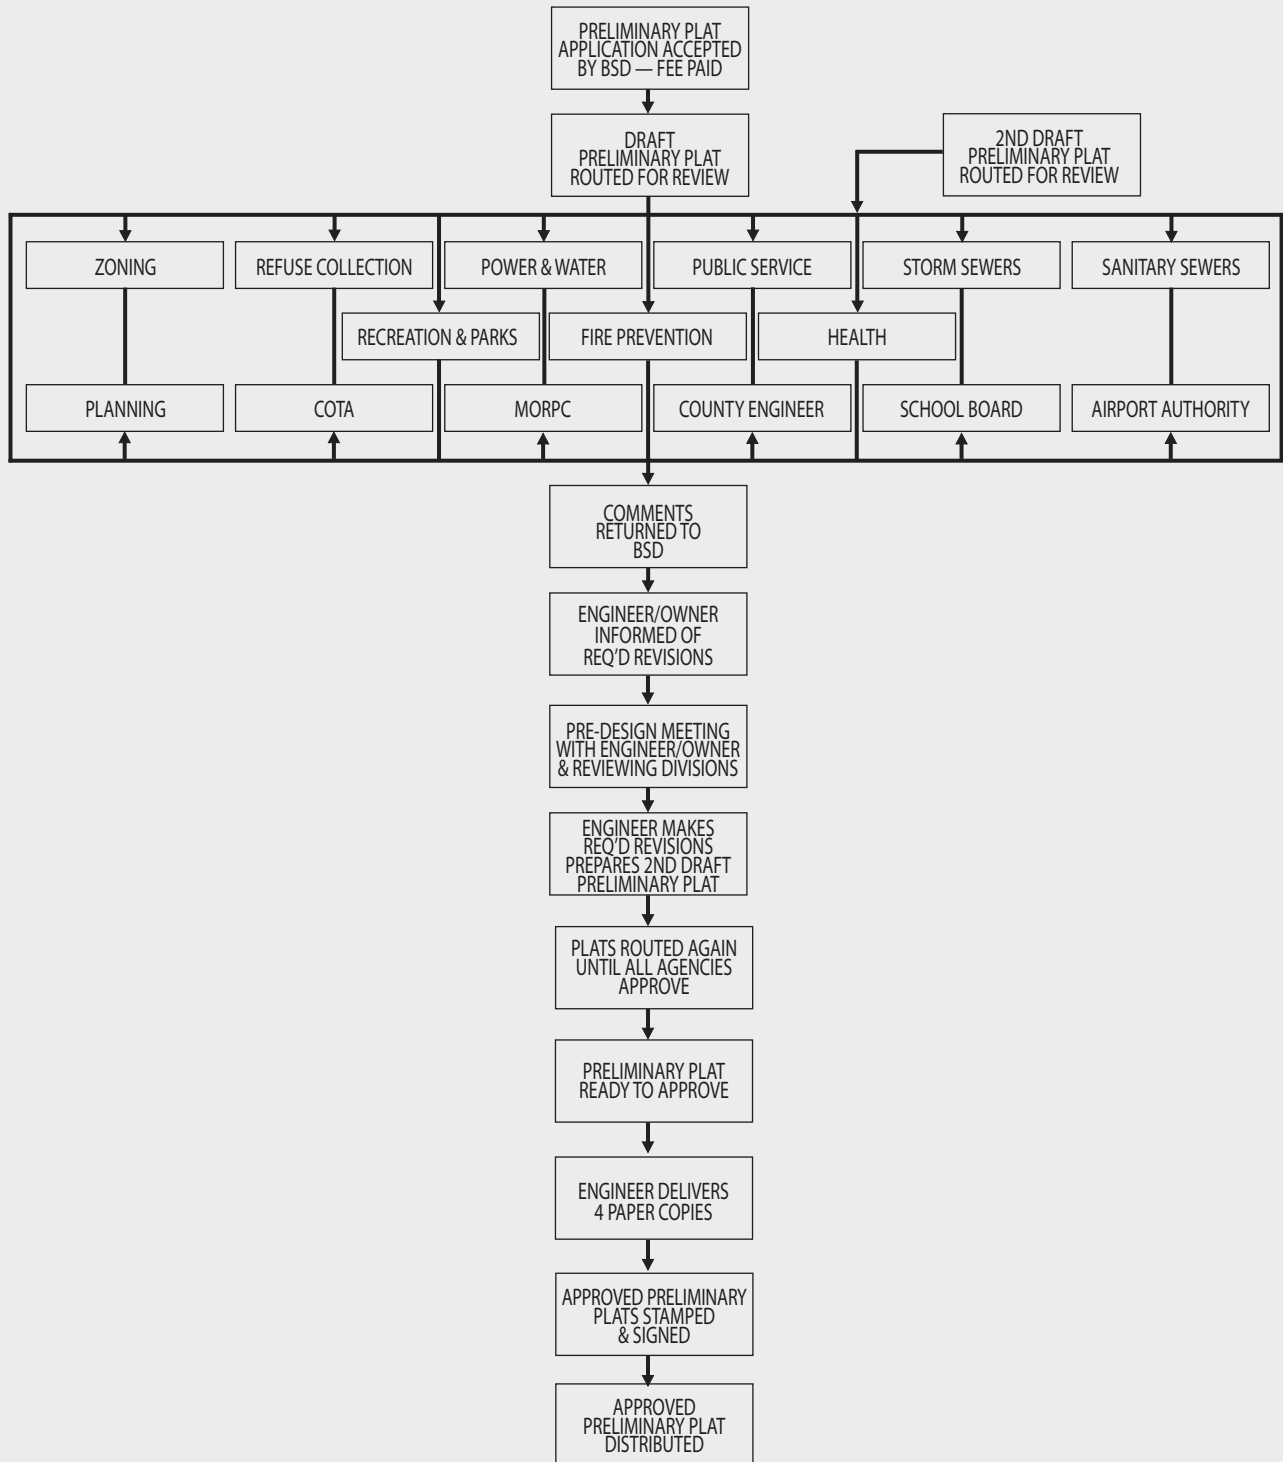 PRELIMINARY PLAT
APPLICATION ACCEPTED
BY BSD — FEE PAID
DRAFT
PRELIMINARY PLAT
ROUTED FOR REVIEW
2ND DRAFT
PRELIMINARY PLAT
ROUTED FOR REVIEW
ZONING
REFUSE COLLECTION
POWER & WATER
PUBLIC SERVICE
STORM SEWERS
SANITARY SEWERS
RECREATION & PARKS
FIRE PREVENTION
HEALTH
PLANNING
COTA
MORPC
COUNTY ENGINEER
SCHOOL BOARD
AIRPORT AUTHORITY
COMMENTS
RETURNED TO
BSD
ENGINEER/OWNER
INFORMED OF
REQ'D REVISIONS
PRE-DESIGN MEETING
WITH ENGINEER/OWNER
& REVIEWING DIVISIONS
ENGINEER MAKES
REQ'D REVISIONS
PREPARES 2ND DRAFT
PRELIMINARY PLAT
PLATS ROUTED AGAIN
UNTIL ALL AGENCIES
APPROVE
PRELIMINARY PLAT
READY TO APPROVE
ENGINEER DELIVERS
4 PAPER COPIES
APPROVED PRELIMINARY
PLATS STAMPED
& SIGNED
APPROVED
PRELIMINARY PLAT
DISTRIBUTED